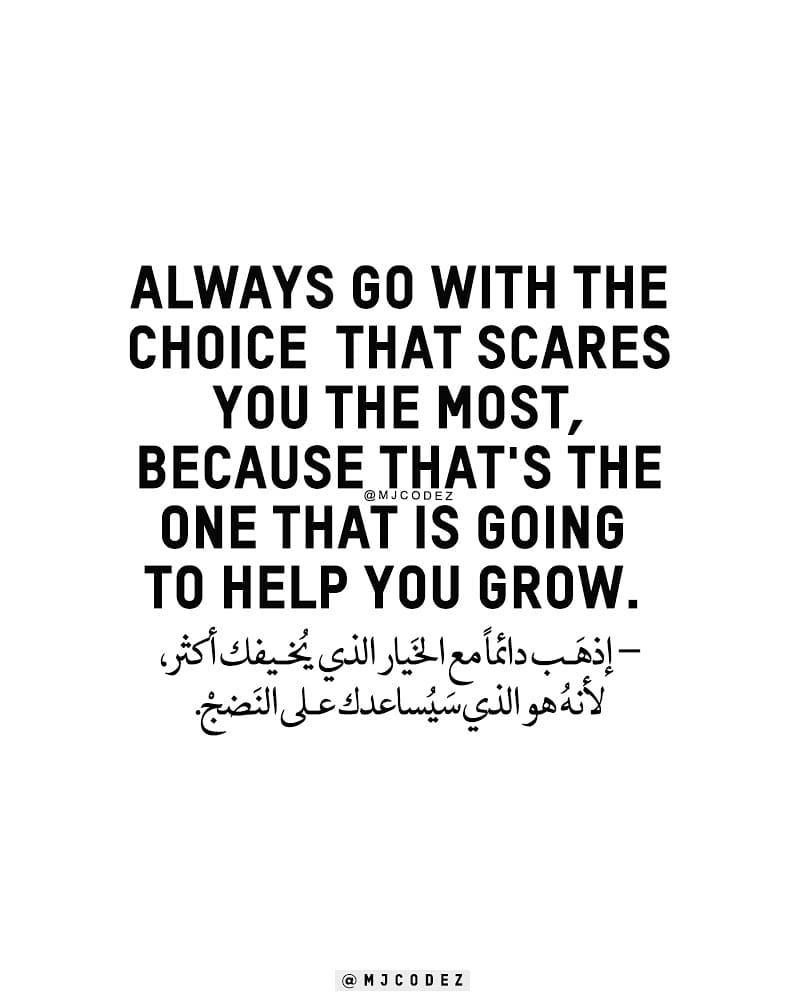 ALWAYS GO WITH THE
CHOICE THAT SCARES
YOU THE MOST,
BECAUSE THAT'S THE
@MJCODEZ
ONE THAT IS GOING
TO HELP YOU GROW.
– إذهَب دائماً مع الخَيار الذي يُخيفك أكثر،
لأنهُ هو الذي سَيُساعدك على النَضجْ.
@MJCODEZ